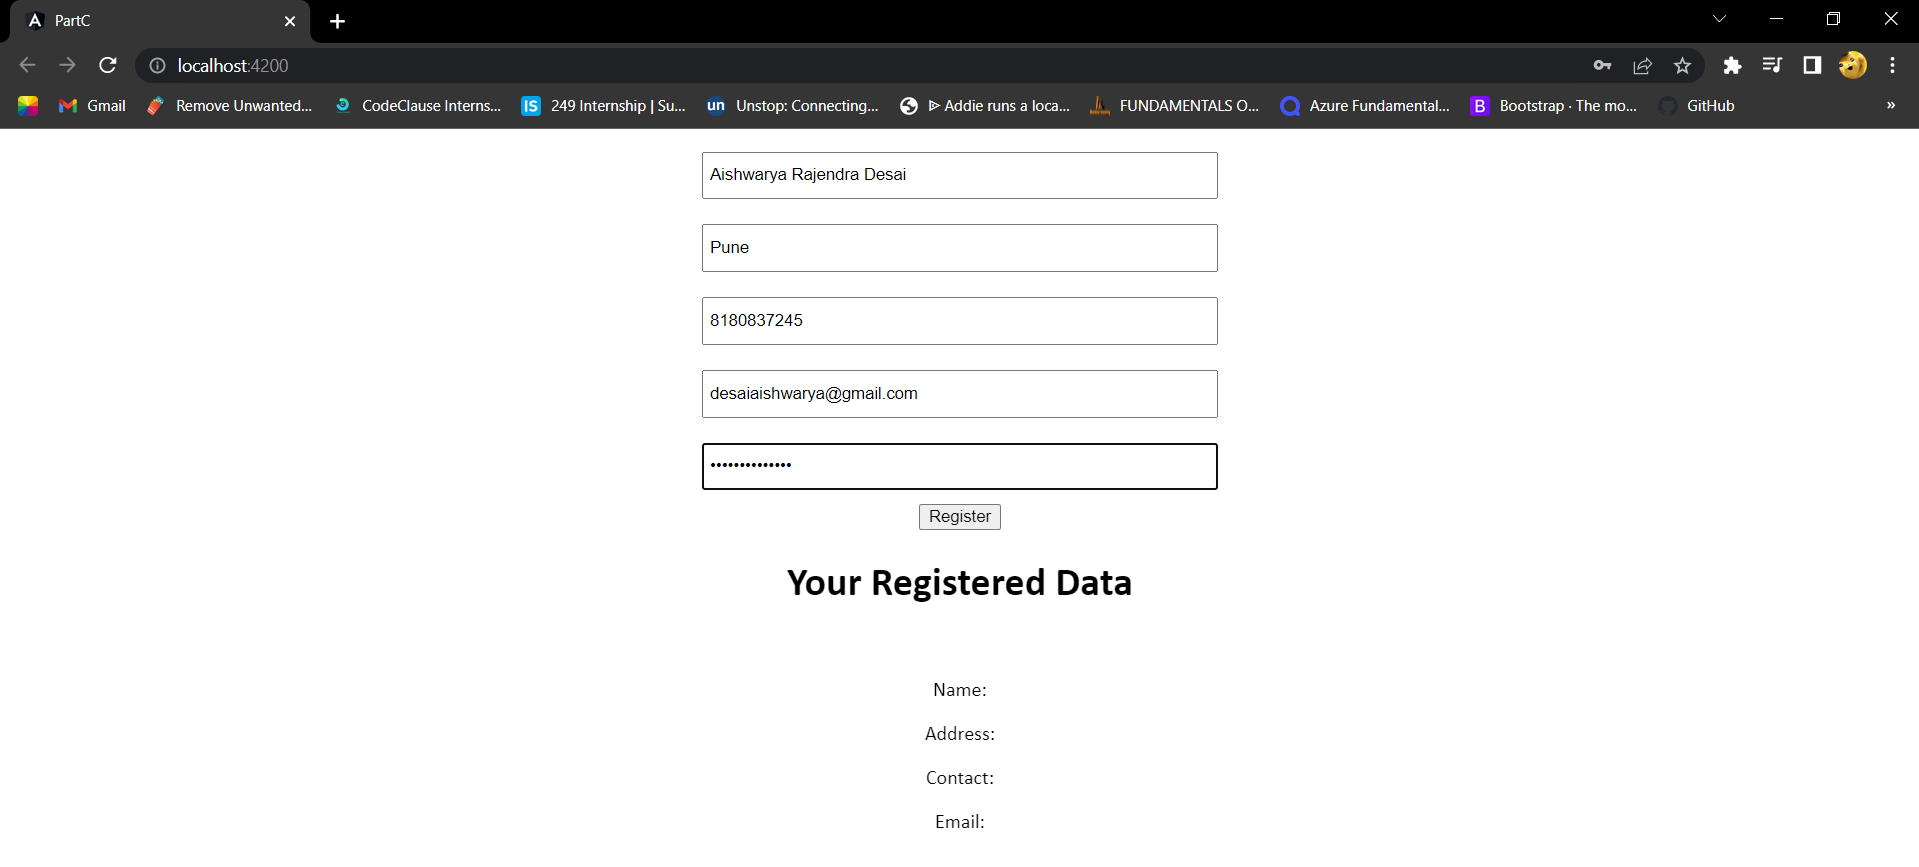 PartC
localhost:4200
Gmail Remove Unwanted... CodeClause Interns... IS 249 Internship | Su... un Unstop: Connecting... ⩥ Addie runs a loca... FUNDAMENTALS O... Azure Fundamental... B Bootstrap · The mo... GitHub »
Aishwarya Rajendra Desai
Pune
8180837245
desaiaishwarya@gmail.com
••••••••••••••
Register
Your Registered Data
Name:
Address:
Contact:
Email: